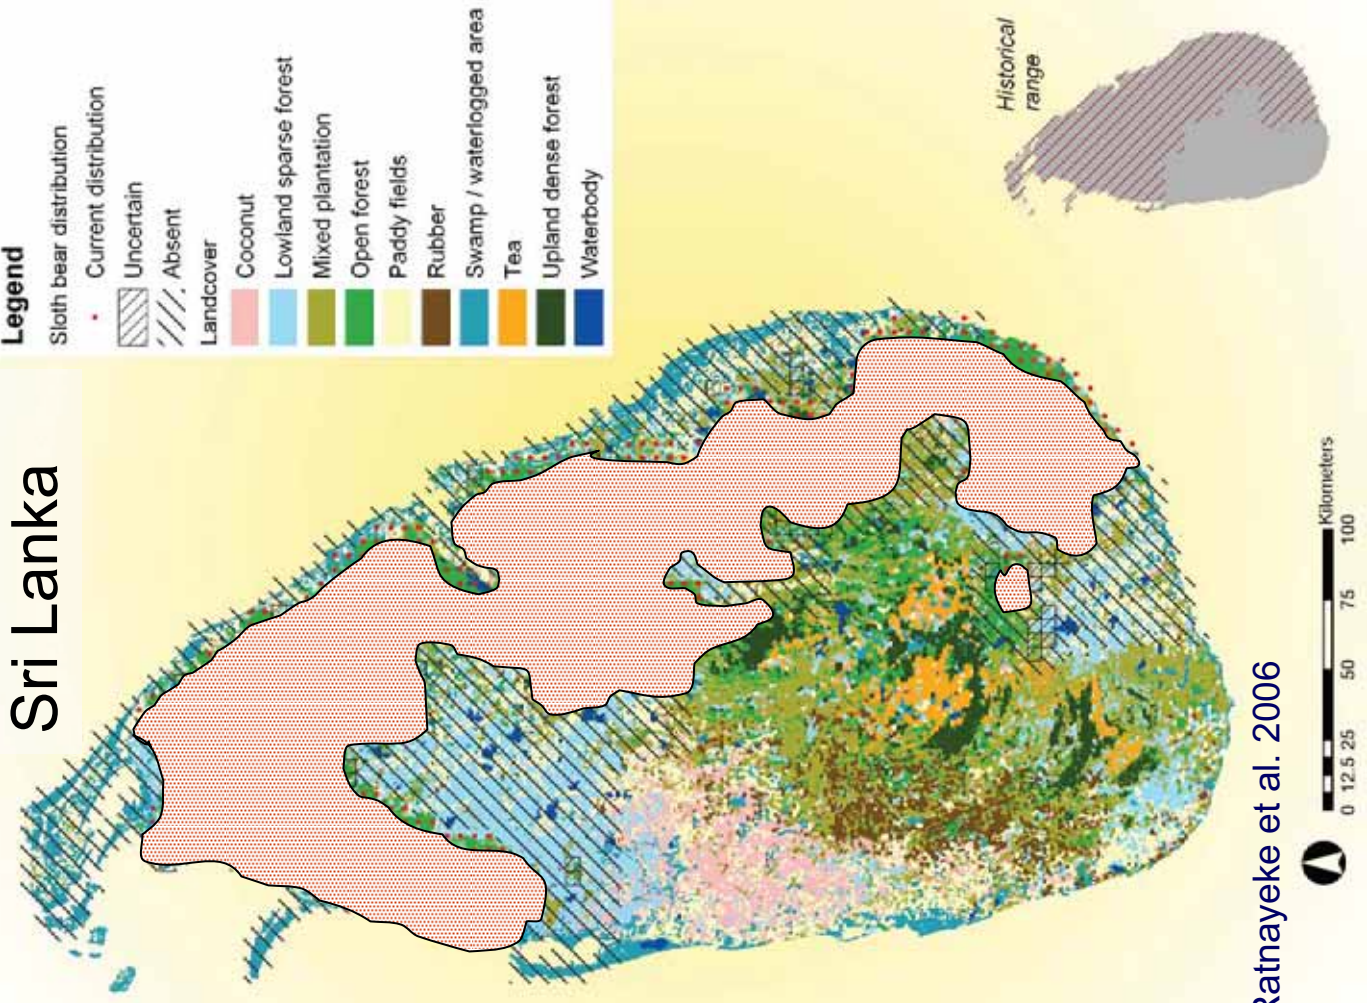 Sri Lanka
Legend
Sloth bear distribution
Current distribution
Uncertain
Absent
Landcover
Coconut
Lowland sparse forest
Mixed plantation
Open forest
Paddy fields
Rubber
Swamp / waterlogged area
Tea
Upland dense forest
Waterbody
Historical
range
Kilometers
0 12.5 25 50 75 100
Ratnayeke et al. 2006